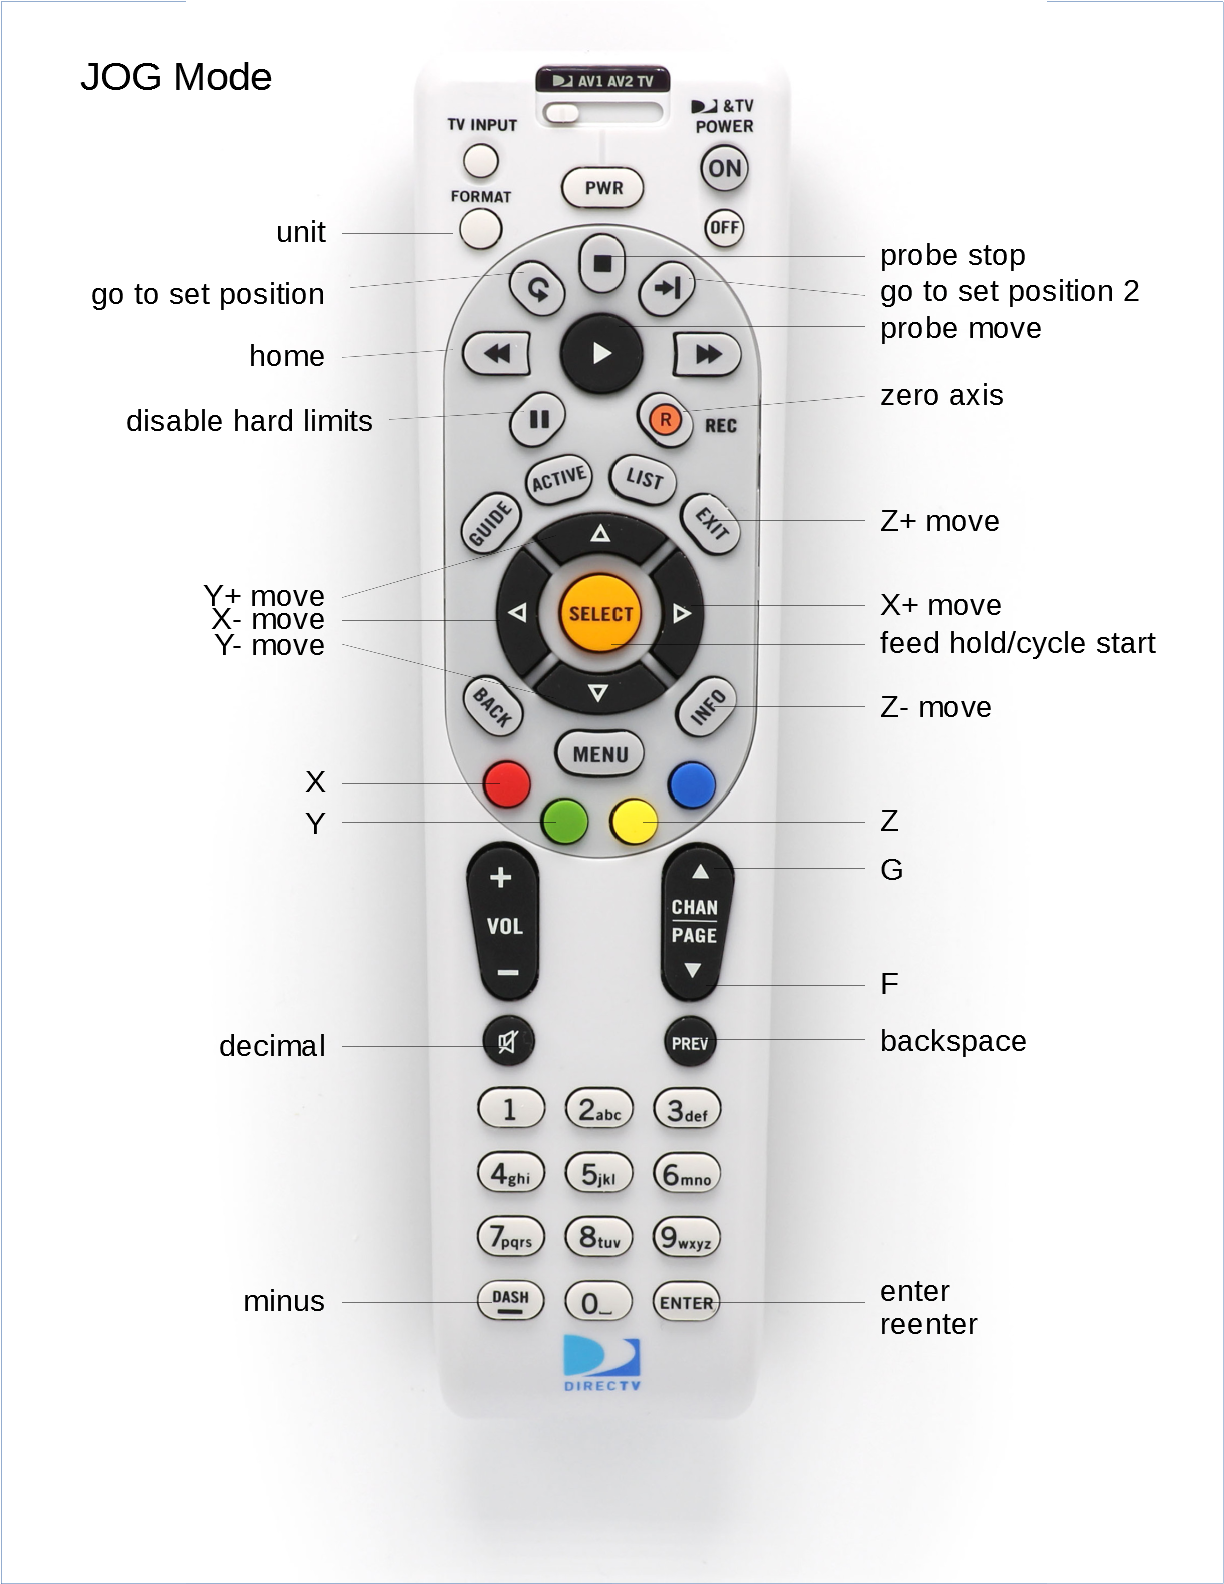 JOG Mode
AV1 AV2 TV
TV INPUT
&TV
POWER
ON
PWR
FORMAT
OFF
unit
probe stop
go to set position
go to set position 2
probe move
home
zero axis
disable hard limits
R
REC
ACTIVE
LIST
GUIDE
EXIT
Z+ move
Y+ move
X- move
Y- move
SELECT
X+ move
feed hold/cycle start
BACK
INFO
Z- move
MENU
X
Y
Z
G
+
VOL
−
CHAN
PAGE
F
decimal
PREV
backspace
1
2abc
3def
4ghi
5jkl
6mno
7pqrs
8tuv
9wxyz
minus
DASH
0
ENTER
enter
reenter
DIRECTV